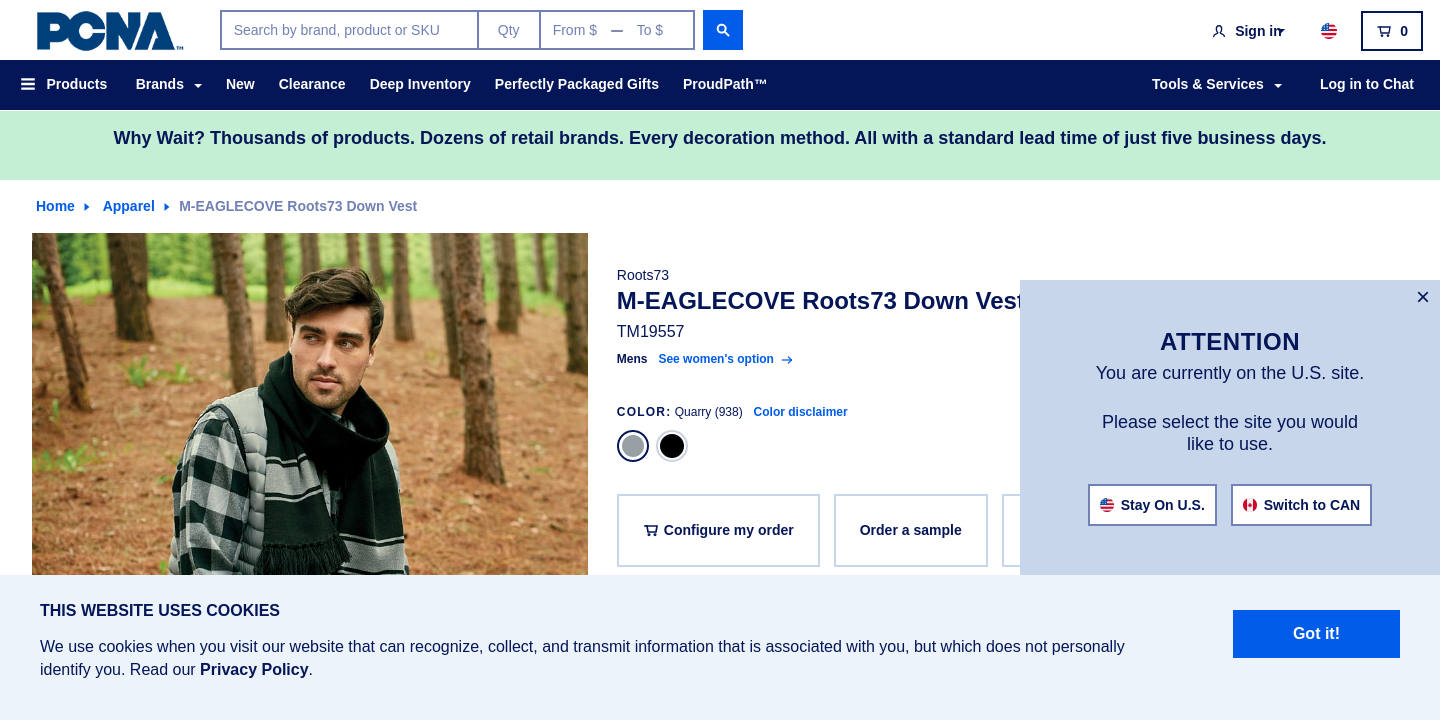 PCNA™
Search by brand, product or SKU
Qty
From $ — To $
Sign in
0
Products
Brands
New
Clearance
Deep Inventory
Perfectly Packaged Gifts
ProudPath™
Tools & Services
Log in to Chat
Why Wait? Thousands of products. Dozens of retail brands. Every decoration method. All with a standard lead time of just five business days.
Home
Apparel
M-EAGLECOVE Roots73 Down Vest
Roots73
M-EAGLECOVE Roots73 Down Vest
TM19557
Mens See women's option →
COLOR: Quarry (938) Color disclaimer
Configure my order
Order a sample
×
ATTENTION
You are currently on the U.S. site.
Please select the site you would
like to use.
Stay On U.S.
Switch to CAN
THIS WEBSITE USES COOKIES
We use cookies when you visit our website that can recognize, collect, and transmit information that is associated with you, but which does not personally
identify you. Read our Privacy Policy.
Got it!